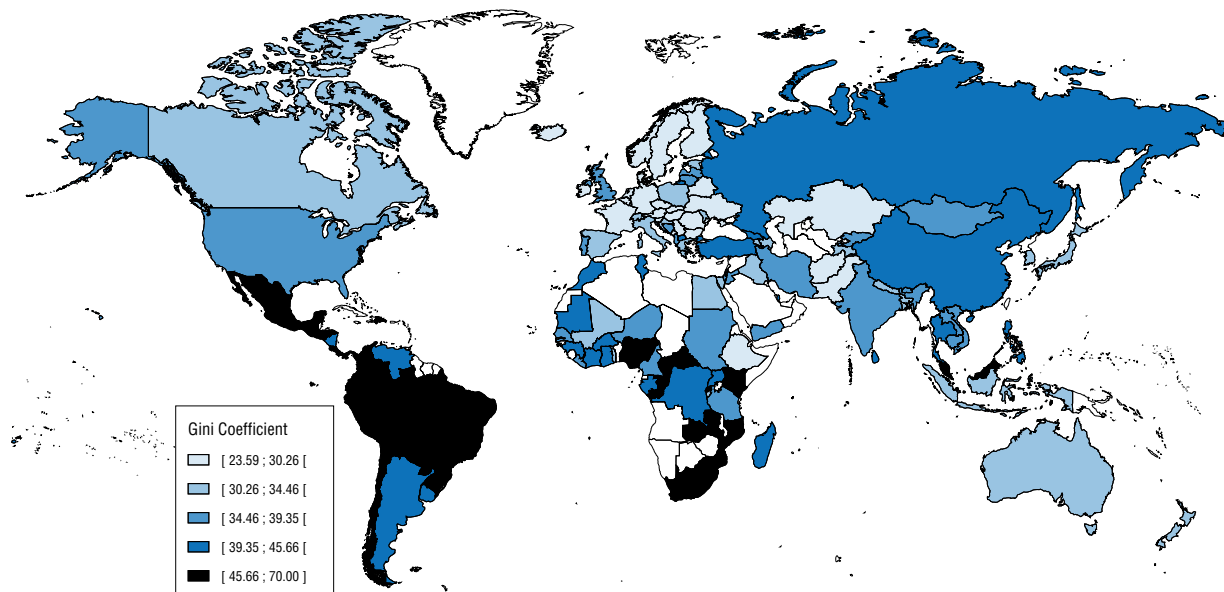 Gini Coefficient
[ 23.59 ; 30.26 [
[ 30.26 ; 34.46 [
[ 34.46 ; 39.35 [
[ 39.35 ; 45.66 [
[ 45.66 ; 70.00 ]